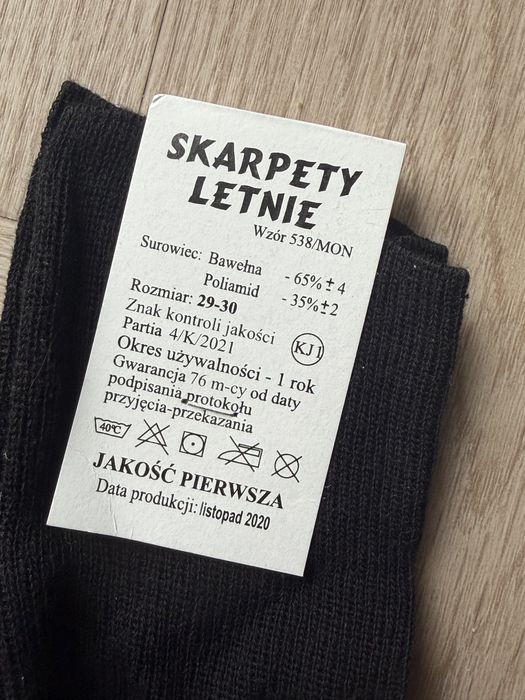 SKARPETY
LETNIE
Wzór 538/MON
Surowiec: Bawełna - 65% ± 4
Poliamid - 35%±2
Rozmiar: 29-30
Znak kontroli jakości KJ1
Partia 4/K/2021
Okres używalności - 1 rok
Gwarancja 76 m-cy od daty
podpisania protokołu
przyjęcia-przekazania
40°C
JAKOŚĆ PIERWSZA
Data produkcji: listopad 2020